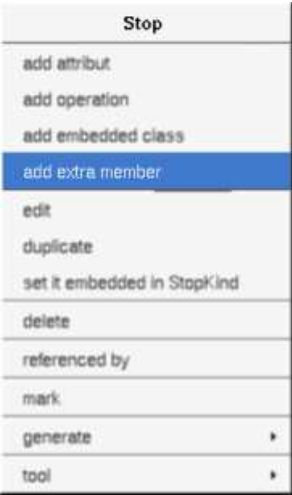 Stop
add attribut
add operation
add embedded class
add extra member
edit
duplicate
set it embedded in StopKind
delete
referenced by
mark
generate
tool